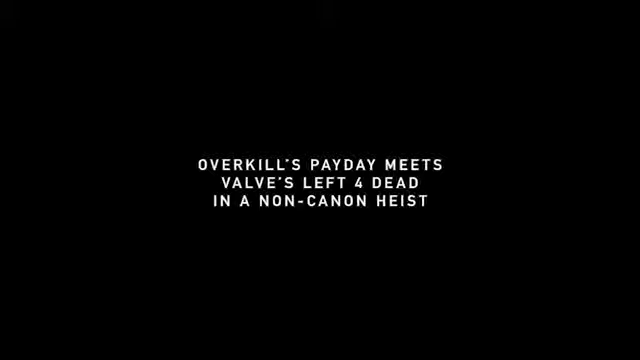 OVERKILL'S PAYDAY MEETS
VALVE'S LEFT 4 DEAD
IN A NON-CANON HEIST